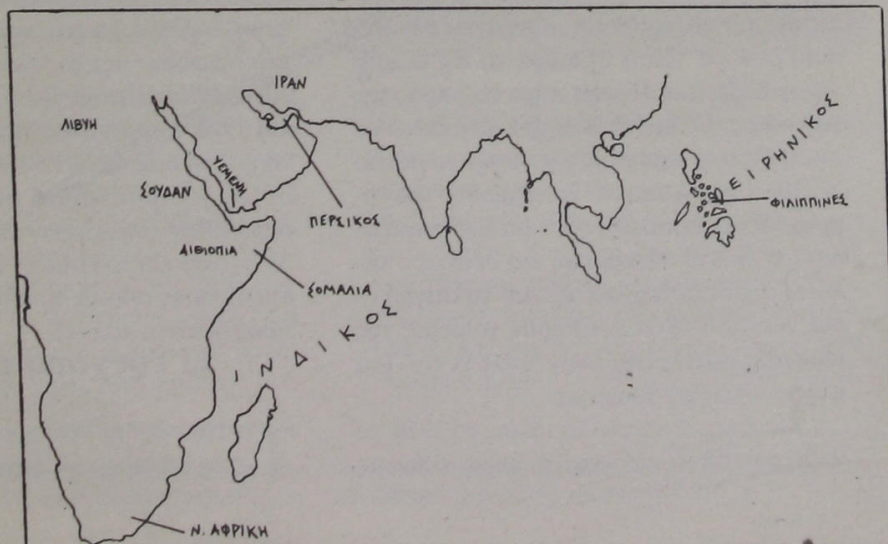 ΙΡΑΝ
ΛΙΒΥΗ
ΥΕΜΕΝΗ
ΣΟΥΔΑΝ
ΠΕΡΣΙΚΟΣ
ΕΙΡΗΝΙΚΟΣ
ΦΙΛΙΠΠΙΝΕΣ
ΑΙΘΙΟΠΙΑ
ΣΟΜΑΛΙΑ
ΙΝΔΙΚΟΣ
Ν. ΑΦΡΙΚΗ